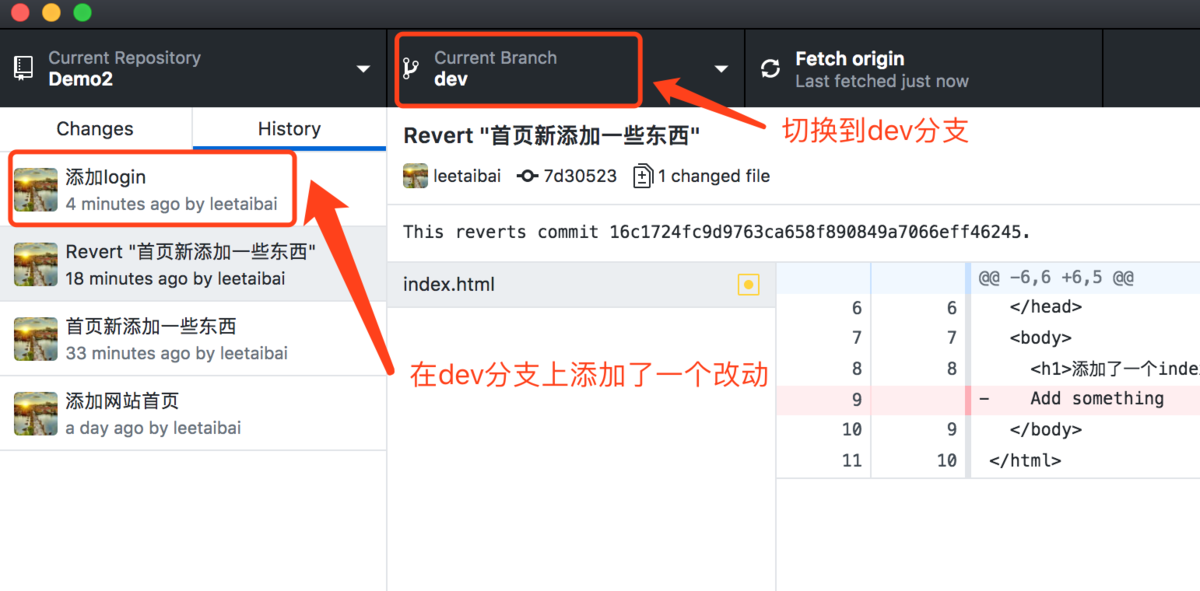 Current Repository
Demo2
Current Branch
dev
Fetch origin
Last fetched just now
切换到dev分支
Changes
History
添加login
4 minutes ago by leetaibai
Revert "首页新添加一些东西"
18 minutes ago by leetaibai
首页新添加一些东西
33 minutes ago by leetaibai
添加网站首页
a day ago by leetaibai
Revert "首页新添加一些东西"
leetaibai 7d30523 1 changed file
This reverts commit 16c1724fc9d9763ca658f890849a7066eff46245.
index.html
在dev分支上添加了一个改动
@@ -6,6 +6,5 @@
6 6 </head>
7 7 <body>
8 8 <h1>添加了一个inde
9 - Add something
10 9 </body>
11 10 </html>